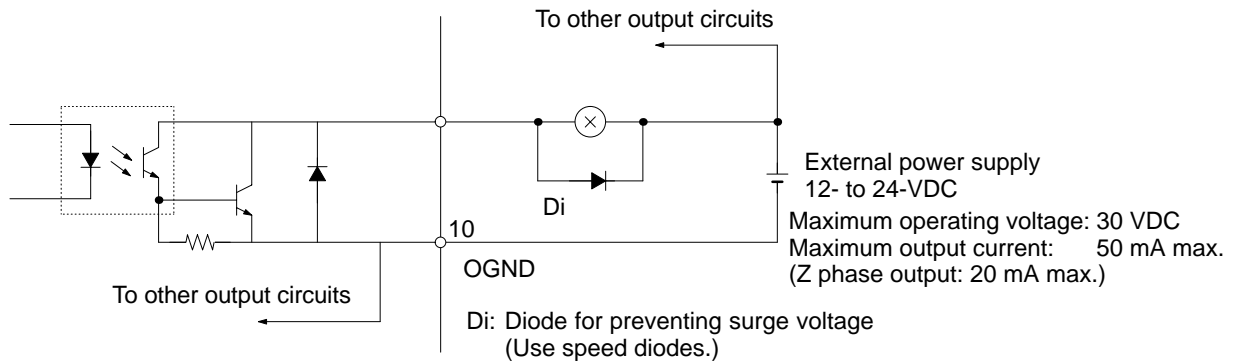 To other output circuits
External power supply
12- to 24-VDC
Di
Maximum operating voltage: 30 VDC
10
Maximum output current: 50 mA max.
OGND
(Z phase output: 20 mA max.)
To other output circuits
Di: Diode for preventing surge voltage
(Use speed diodes.)